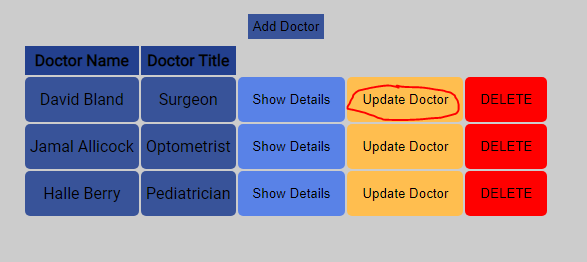 Add Doctor
Doctor Name Doctor Title
David Bland Surgeon Show Details Update Doctor DELETE
Jamal Allicock Optometrist Show Details Update Doctor DELETE
Halle Berry Pediatrician Show Details Update Doctor DELETE